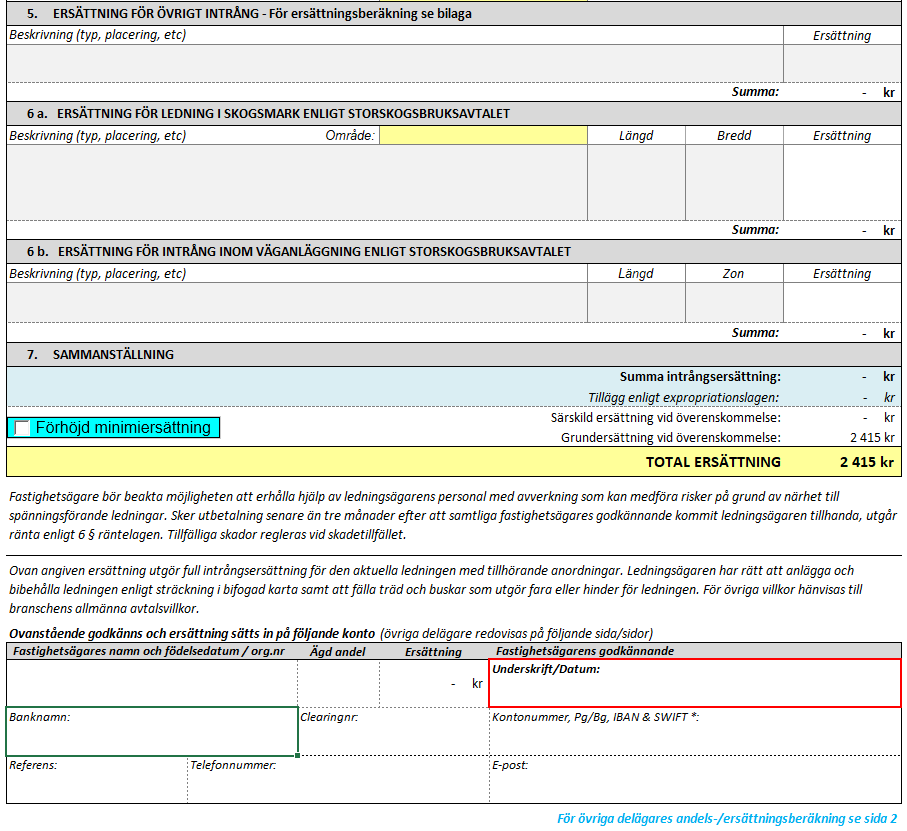 5. ERSÄTTNING FÖR ÖVRIGT INTRÅNG - För ersättningsberäkning se bilaga
Beskrivning (typ, placering, etc) Ersättning
Summa: - kr
6 a. ERSÄTTNING FÖR LEDNING I SKOGSMARK ENLIGT STORSKOGSBRUKSAVTALET
Beskrivning (typ, placering, etc) Område: Längd Bredd Ersättning
Summa: - kr
6 b. ERSÄTTNING FÖR INTRÅNG INOM VÄGANLÄGGNING ENLIGT STORSKOGSBRUKSAVTALET
Beskrivning (typ, placering, etc) Längd Zon Ersättning
Summa: - kr
7. SAMMANSTÄLLNING
Summa intrångsersättning: - kr
Tillägg enligt expropriationslagen: - kr
Särskild ersättning vid överenskommelse: - kr
Förhöjd minimiersättning
Grundersättning vid överenskommelse: 2 415 kr
TOTAL ERSÄTTNING 2 415 kr
Fastighetsägare bör beakta möjligheten att erhålla hjälp av ledningsägarens personal med avverkning som kan medföra risker på grund av närhet till
spänningsförande ledningar. Sker utbetalning senare än tre månader efter att samtliga fastighetsägares godkännande kommit ledningsägaren tillhanda, utgår
ränta enligt 6 § räntelagen. Tillfälliga skador regleras vid skadetillfället.
Ovan angiven ersättning utgör full intrångsersättning för den aktuella ledningen med tillhörande anordningar. Ledningsägaren har rätt att anlägga och
bibehålla ledningen enligt sträckning i bifogad karta samt att fälla träd och buskar som utgör fara eller hinder för ledningen. För övriga villkor hänvisas till
branschens allmänna avtalsvillkor.
Ovanstående godkänns och ersättning sätts in på följande konto (övriga delägare redovisas på följande sida/sidor)
Fastighetsägares namn och födelsedatum / org.nr Ägd andel Ersättning Fastighetsägarens godkännande
Underskrift/Datum:
- kr
Banknamn: Clearingnr: Kontonummer, Pg/Bg, IBAN & SWIFT *:
Referens: Telefonnummer: E-post:
För övriga delägares andels-/ersättningsberäkning se sida 2